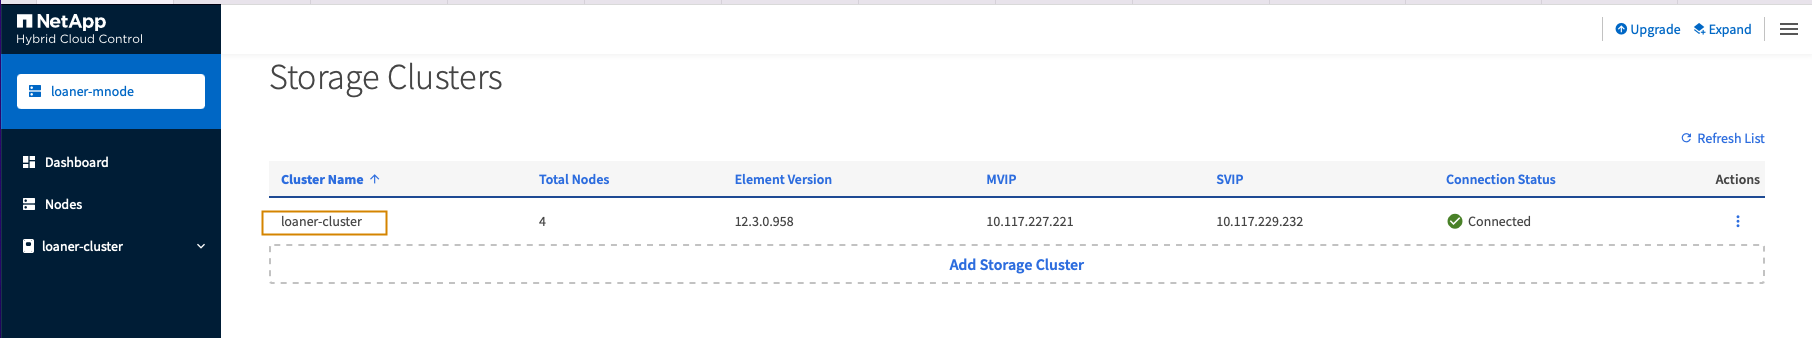 NetApp
Hybrid Cloud Control
Upgrade Expand
loaner-mnode
Storage Clusters
Refresh List
Dashboard
Nodes
loaner-cluster
Cluster Name Total Nodes Element Version MVIP SVIP Connection Status Actions
loaner-cluster 4 12.3.0.958 10.117.227.221 10.117.229.232 Connected
Add Storage Cluster